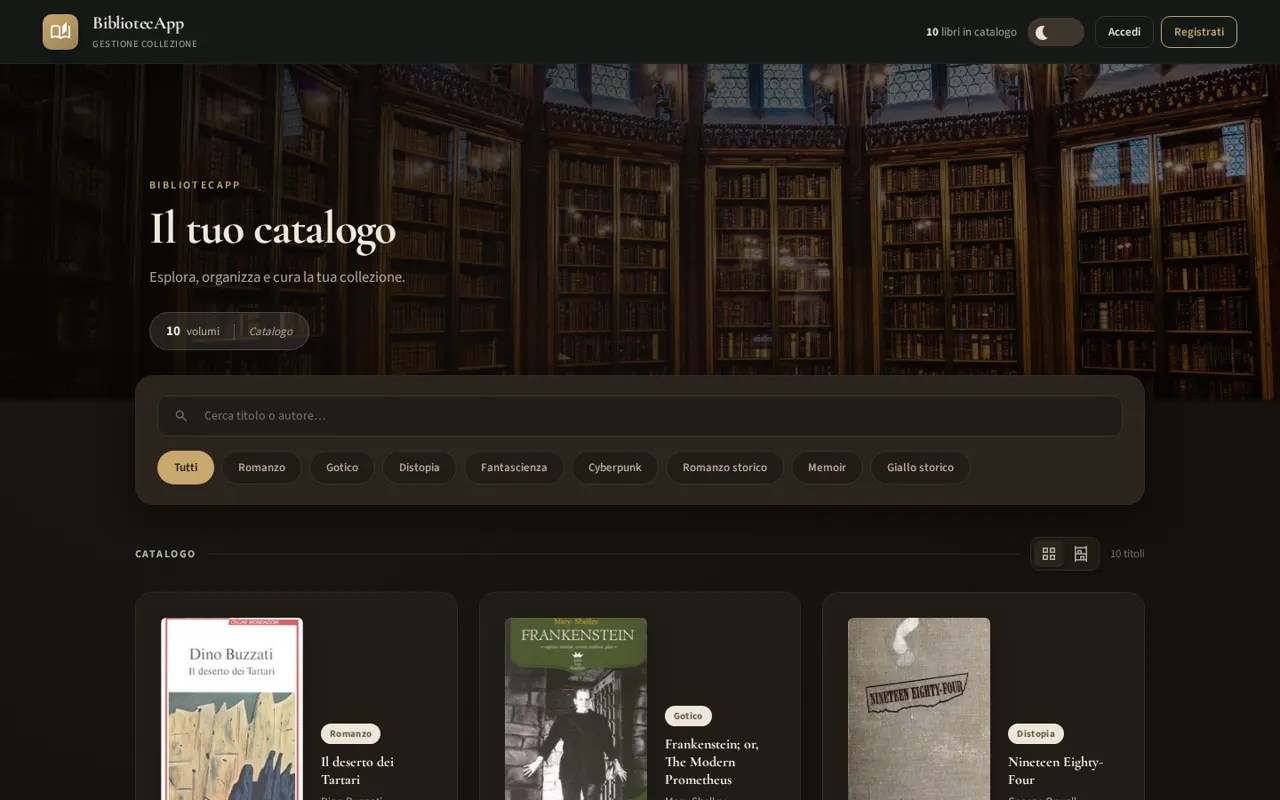 BibliotecApp
GESTIONE COLLEZIONE
10 libri in catalogo
Accedi
Registrati
BIBLIOTECAPP
Il tuo catalogo
Esplora, organizza e cura la tua collezione.
10 volumi
Catalogo
Cerca titolo o autore…
Tutti
Romanzo
Gotico
Distopia
Fantascienza
Cyberpunk
Romanzo storico
Memoir
Giallo storico
CATALOGO
10 titoli
OSCAR MONDADORI
Dino Buzzati
Il deserto dei Tartari
Romanzo
Il deserto dei
Tartari
Mary Shelley
FRANKENSTEIN
Gotico
Frankenstein; or,
The Modern
Prometheus
NINETEEN EIGHTY-FOUR
Distopia
Nineteen Eighty-
Four